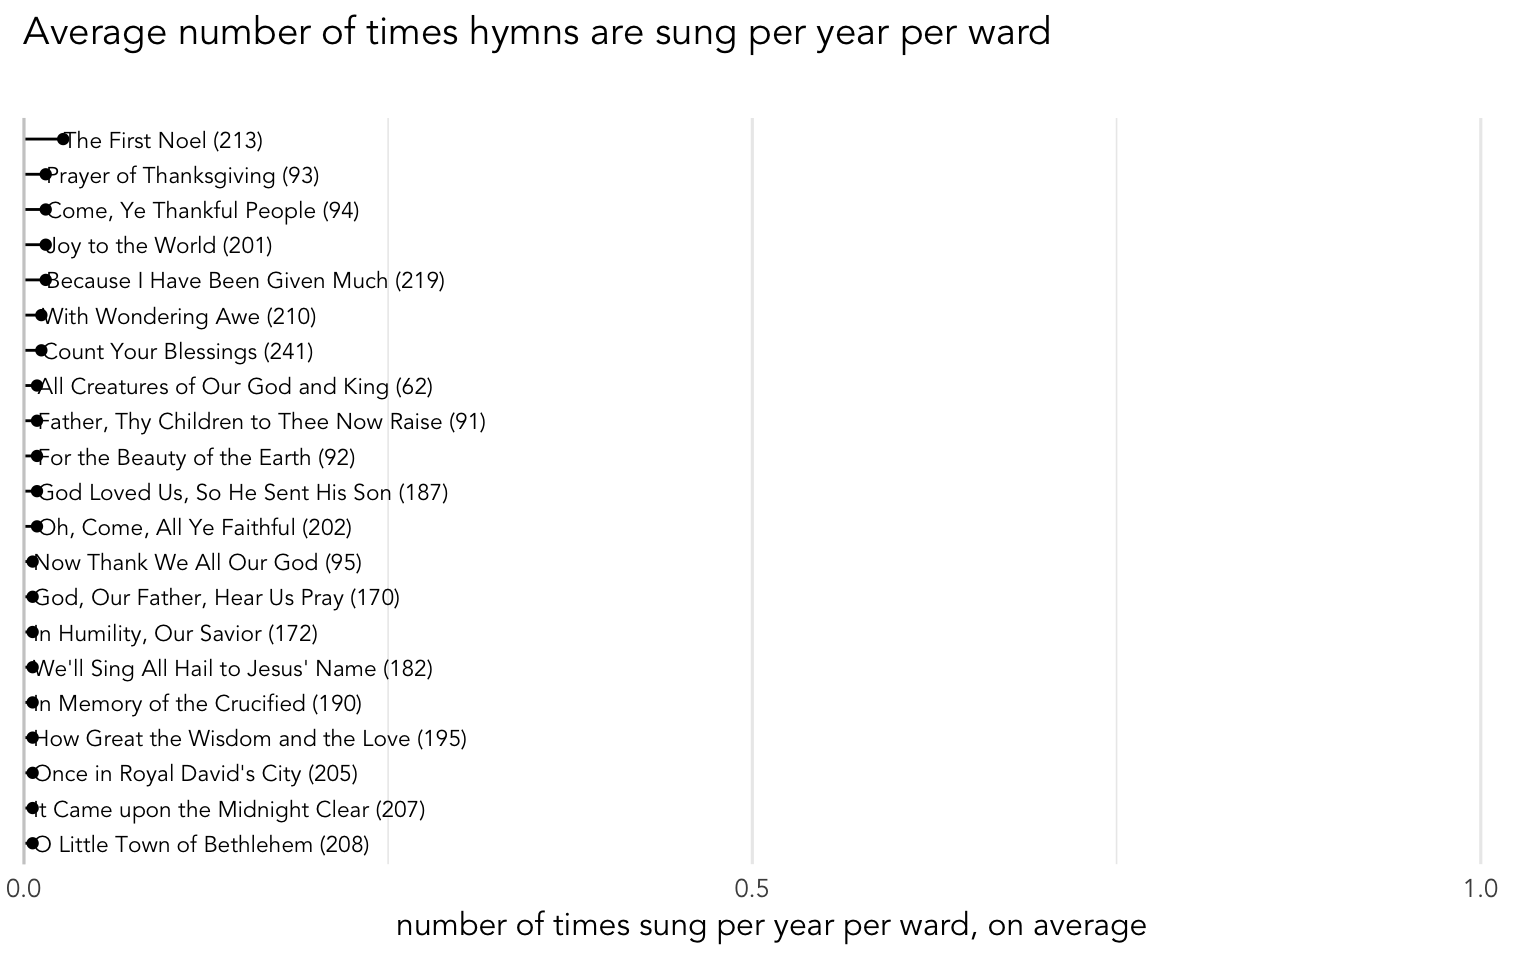 Average number of times hymns are sung per year per ward
The First Noel (213)
Prayer of Thanksgiving (93)
Come, Ye Thankful People (94)
Joy to the World (201)
Because I Have Been Given Much (219)
With Wondering Awe (210)
Count Your Blessings (241)
All Creatures of Our God and King (62)
Father, Thy Children to Thee Now Raise (91)
For the Beauty of the Earth (92)
God Loved Us, So He Sent His Son (187)
Oh, Come, All Ye Faithful (202)
Now Thank We All Our God (95)
God, Our Father, Hear Us Pray (170)
In Humility, Our Savior (172)
We'll Sing All Hail to Jesus' Name (182)
In Memory of the Crucified (190)
How Great the Wisdom and the Love (195)
Once in Royal David's City (205)
It Came upon the Midnight Clear (207)
O Little Town of Bethlehem (208)
0.0 0.5 1.0
number of times sung per year per ward, on average